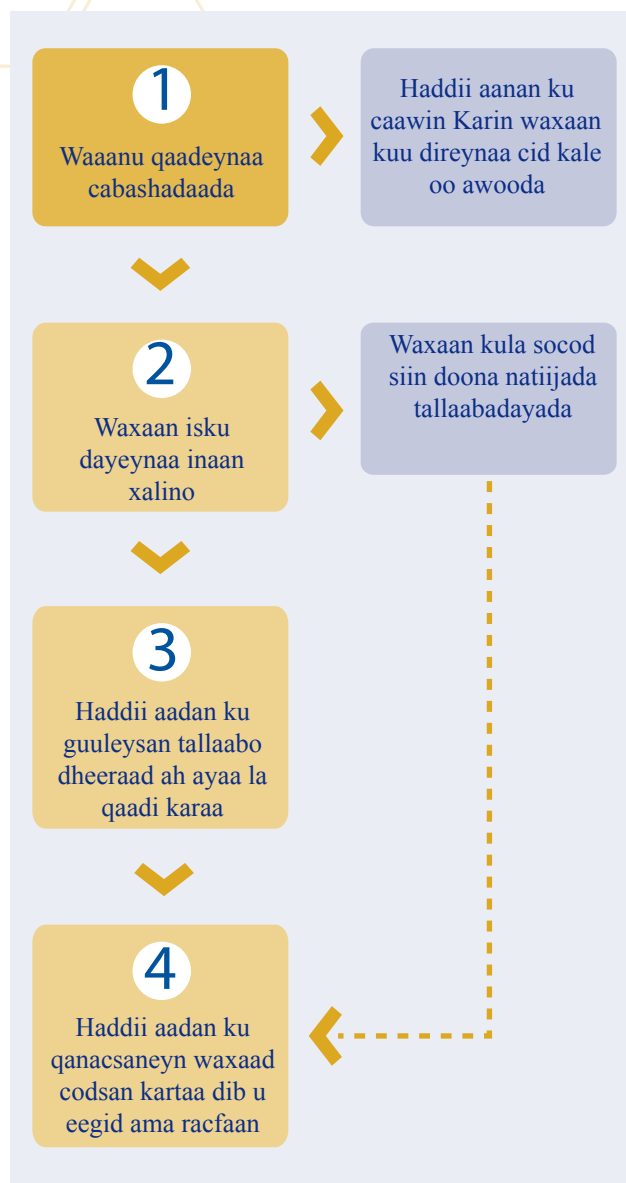 1
Waaanu qaadeynaa
cabashadaada
Haddii aanan ku
caawin Karin waxaan
kuu direynaa cid kale
oo awooda
2
Waxaan isku
dayeynaa inaan
xalino
Waxaan kula socod
siin doona natiijada
tallaabadayada
3
Haddii aadan ku
guuleysan tallaabo
dheeraad ah ayaa la
qaadi karaa
4
Haddii aadan ku
qanacsaneyn waxaad
codsan kartaa dib u
eegid ama racfaan